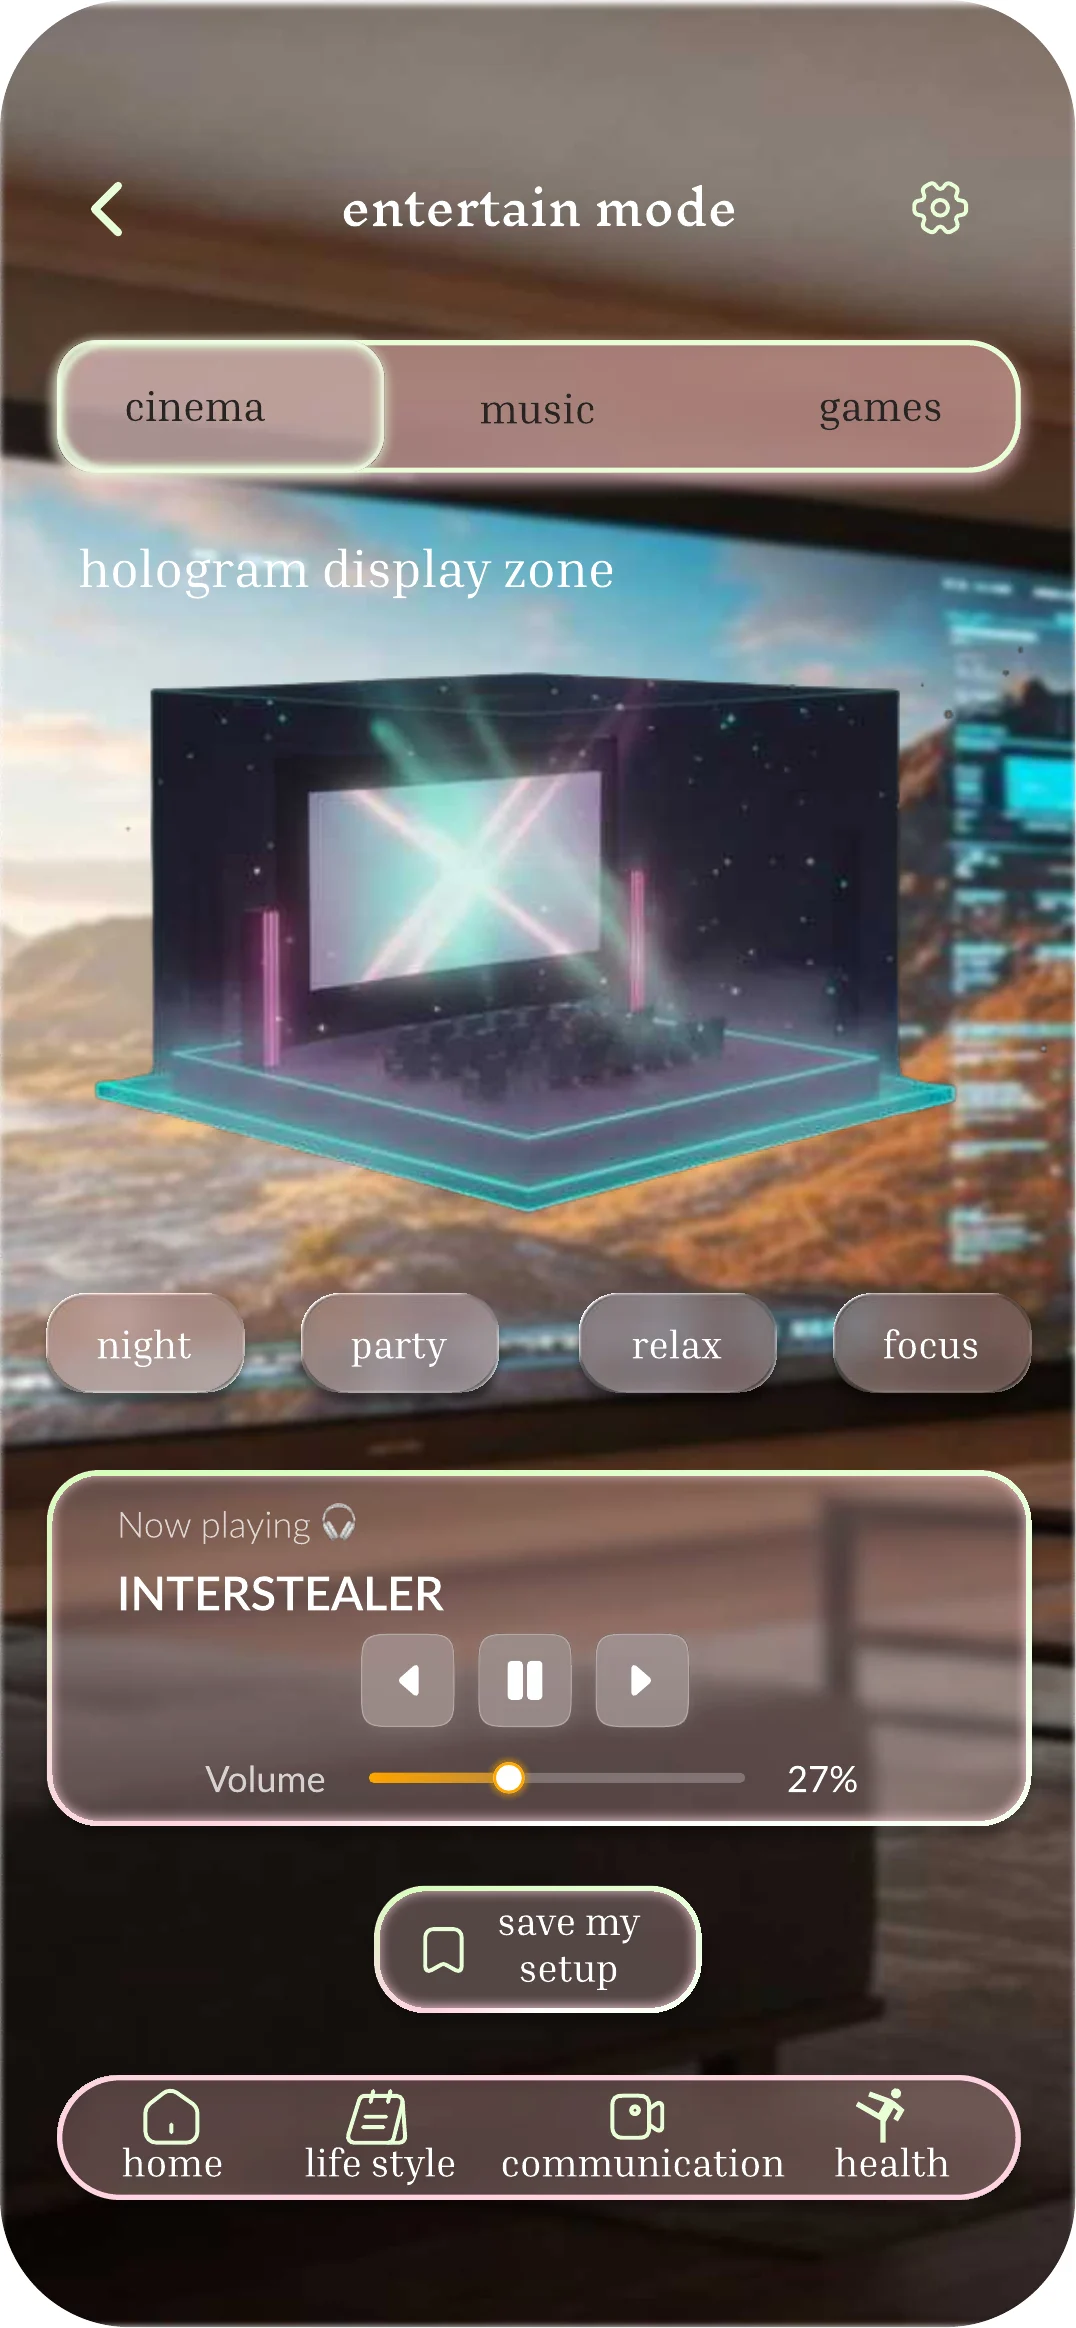 entertain mode
cinema music games
hologram display zone
night party relax focus
Now playing 🎧
INTERSTEALER
Volume 27%
save my
setup
home life style communication health